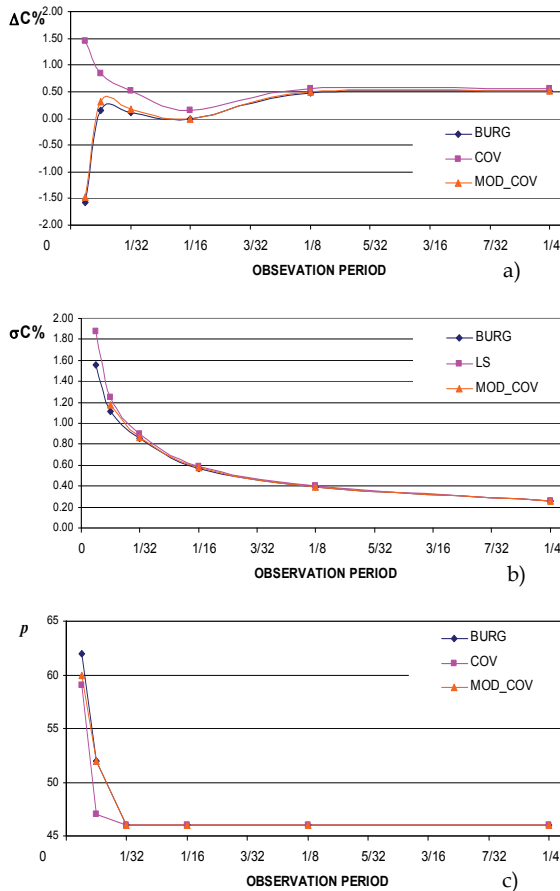 ΔC%
2.00
1.50
1.00
0.50
0.00
-0.50
-1.00
-1.50
-2.00
BURG
COV
MOD_COV
0 1/32 1/16 3/32 1/8 5/32 3/16 7/32 1/4
OBSEVATION PERIOD
a)
σC%
2.00
1.80
1.60
1.40
1.20
1.00
0.80
0.60
0.40
0.20
0.00
BURG
LS
MOD_COV
0 1/32 1/16 3/32 1/8 5/32 3/16 7/32 1/4
OBSERVATION PERIOD
b)
p
65
60
55
50
45
BURG
COV
MOD_COV
0 1/32 1/16 3/32 1/8 5/32 3/16 7/32 1/4
OBSERVATION PERIOD
c)